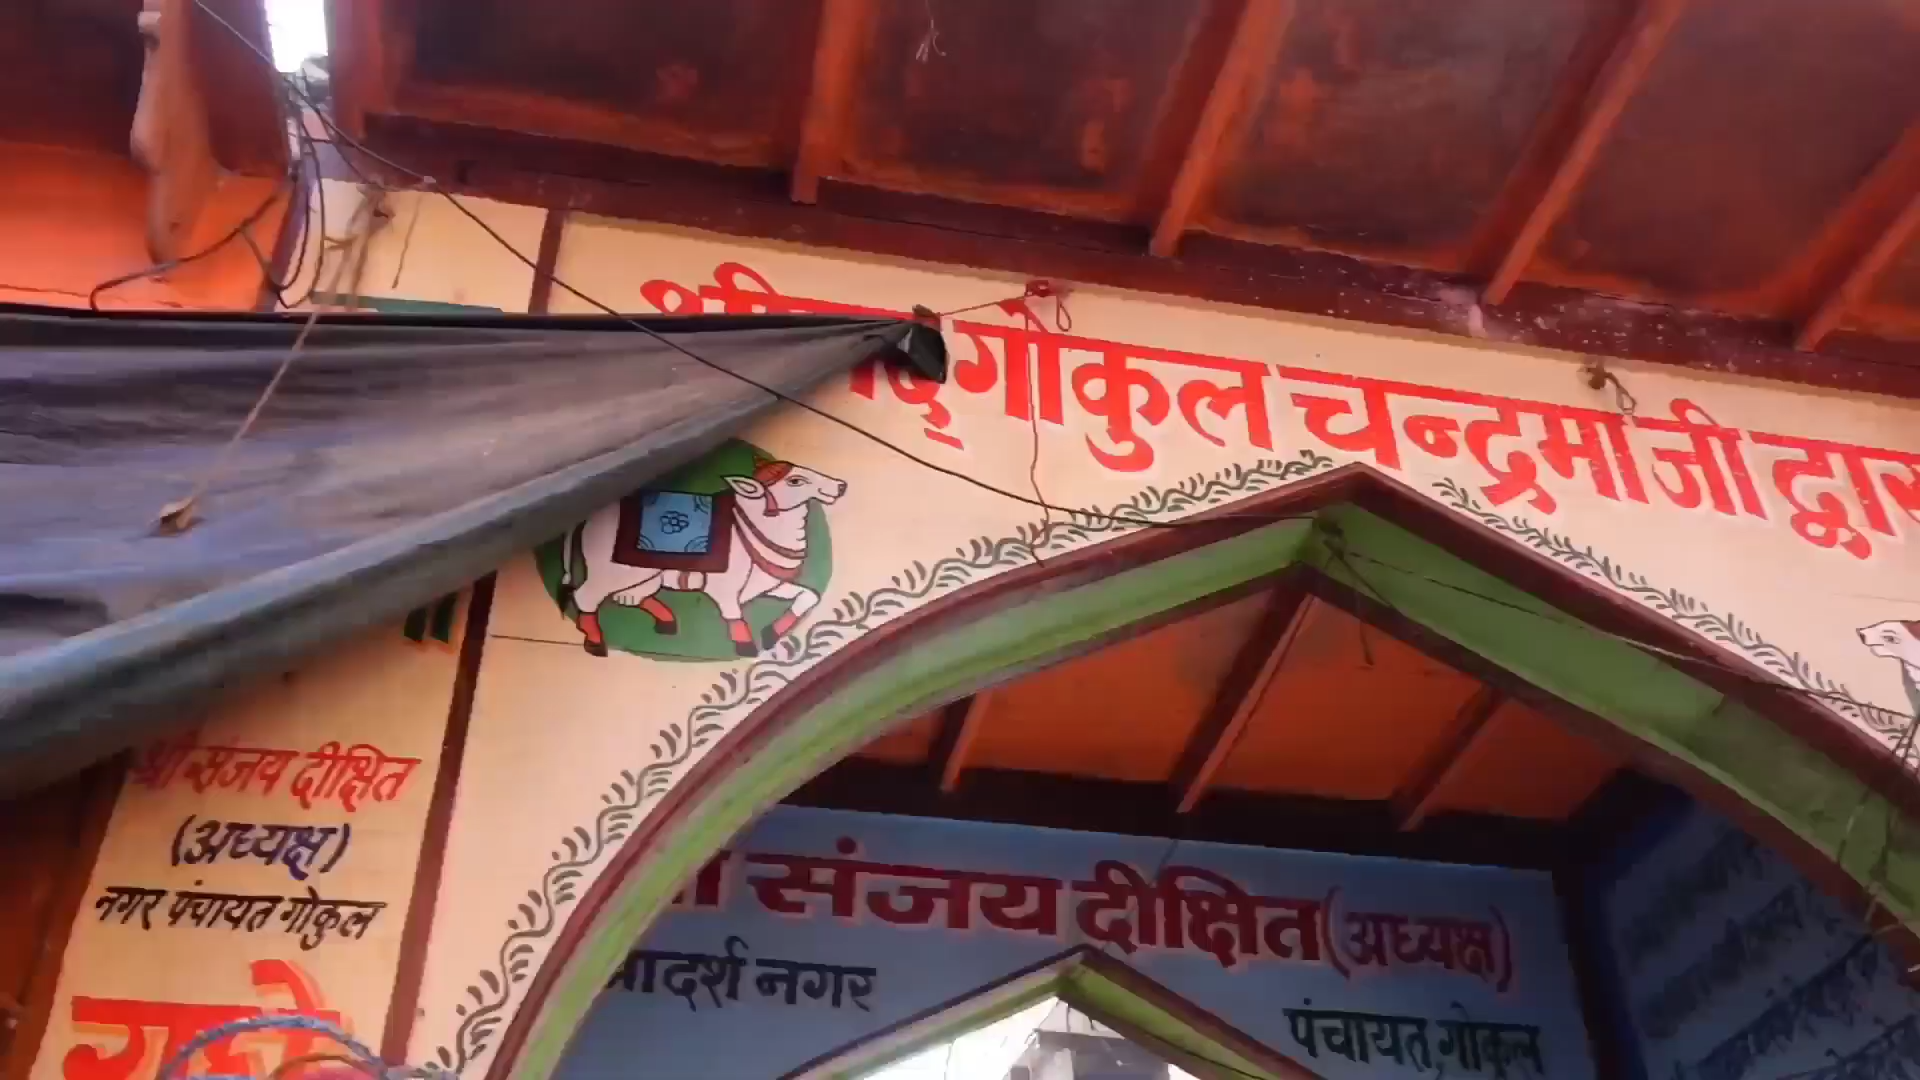 गोकुल चन्द्रमा जी द्वार
श्री संजय दीक्षित
(अध्यक्ष)
नगर पंचायत गोकुल
राधे
संजय दीक्षित (अध्यक्ष)
आदर्श नगर
पंचायत, गोकुल